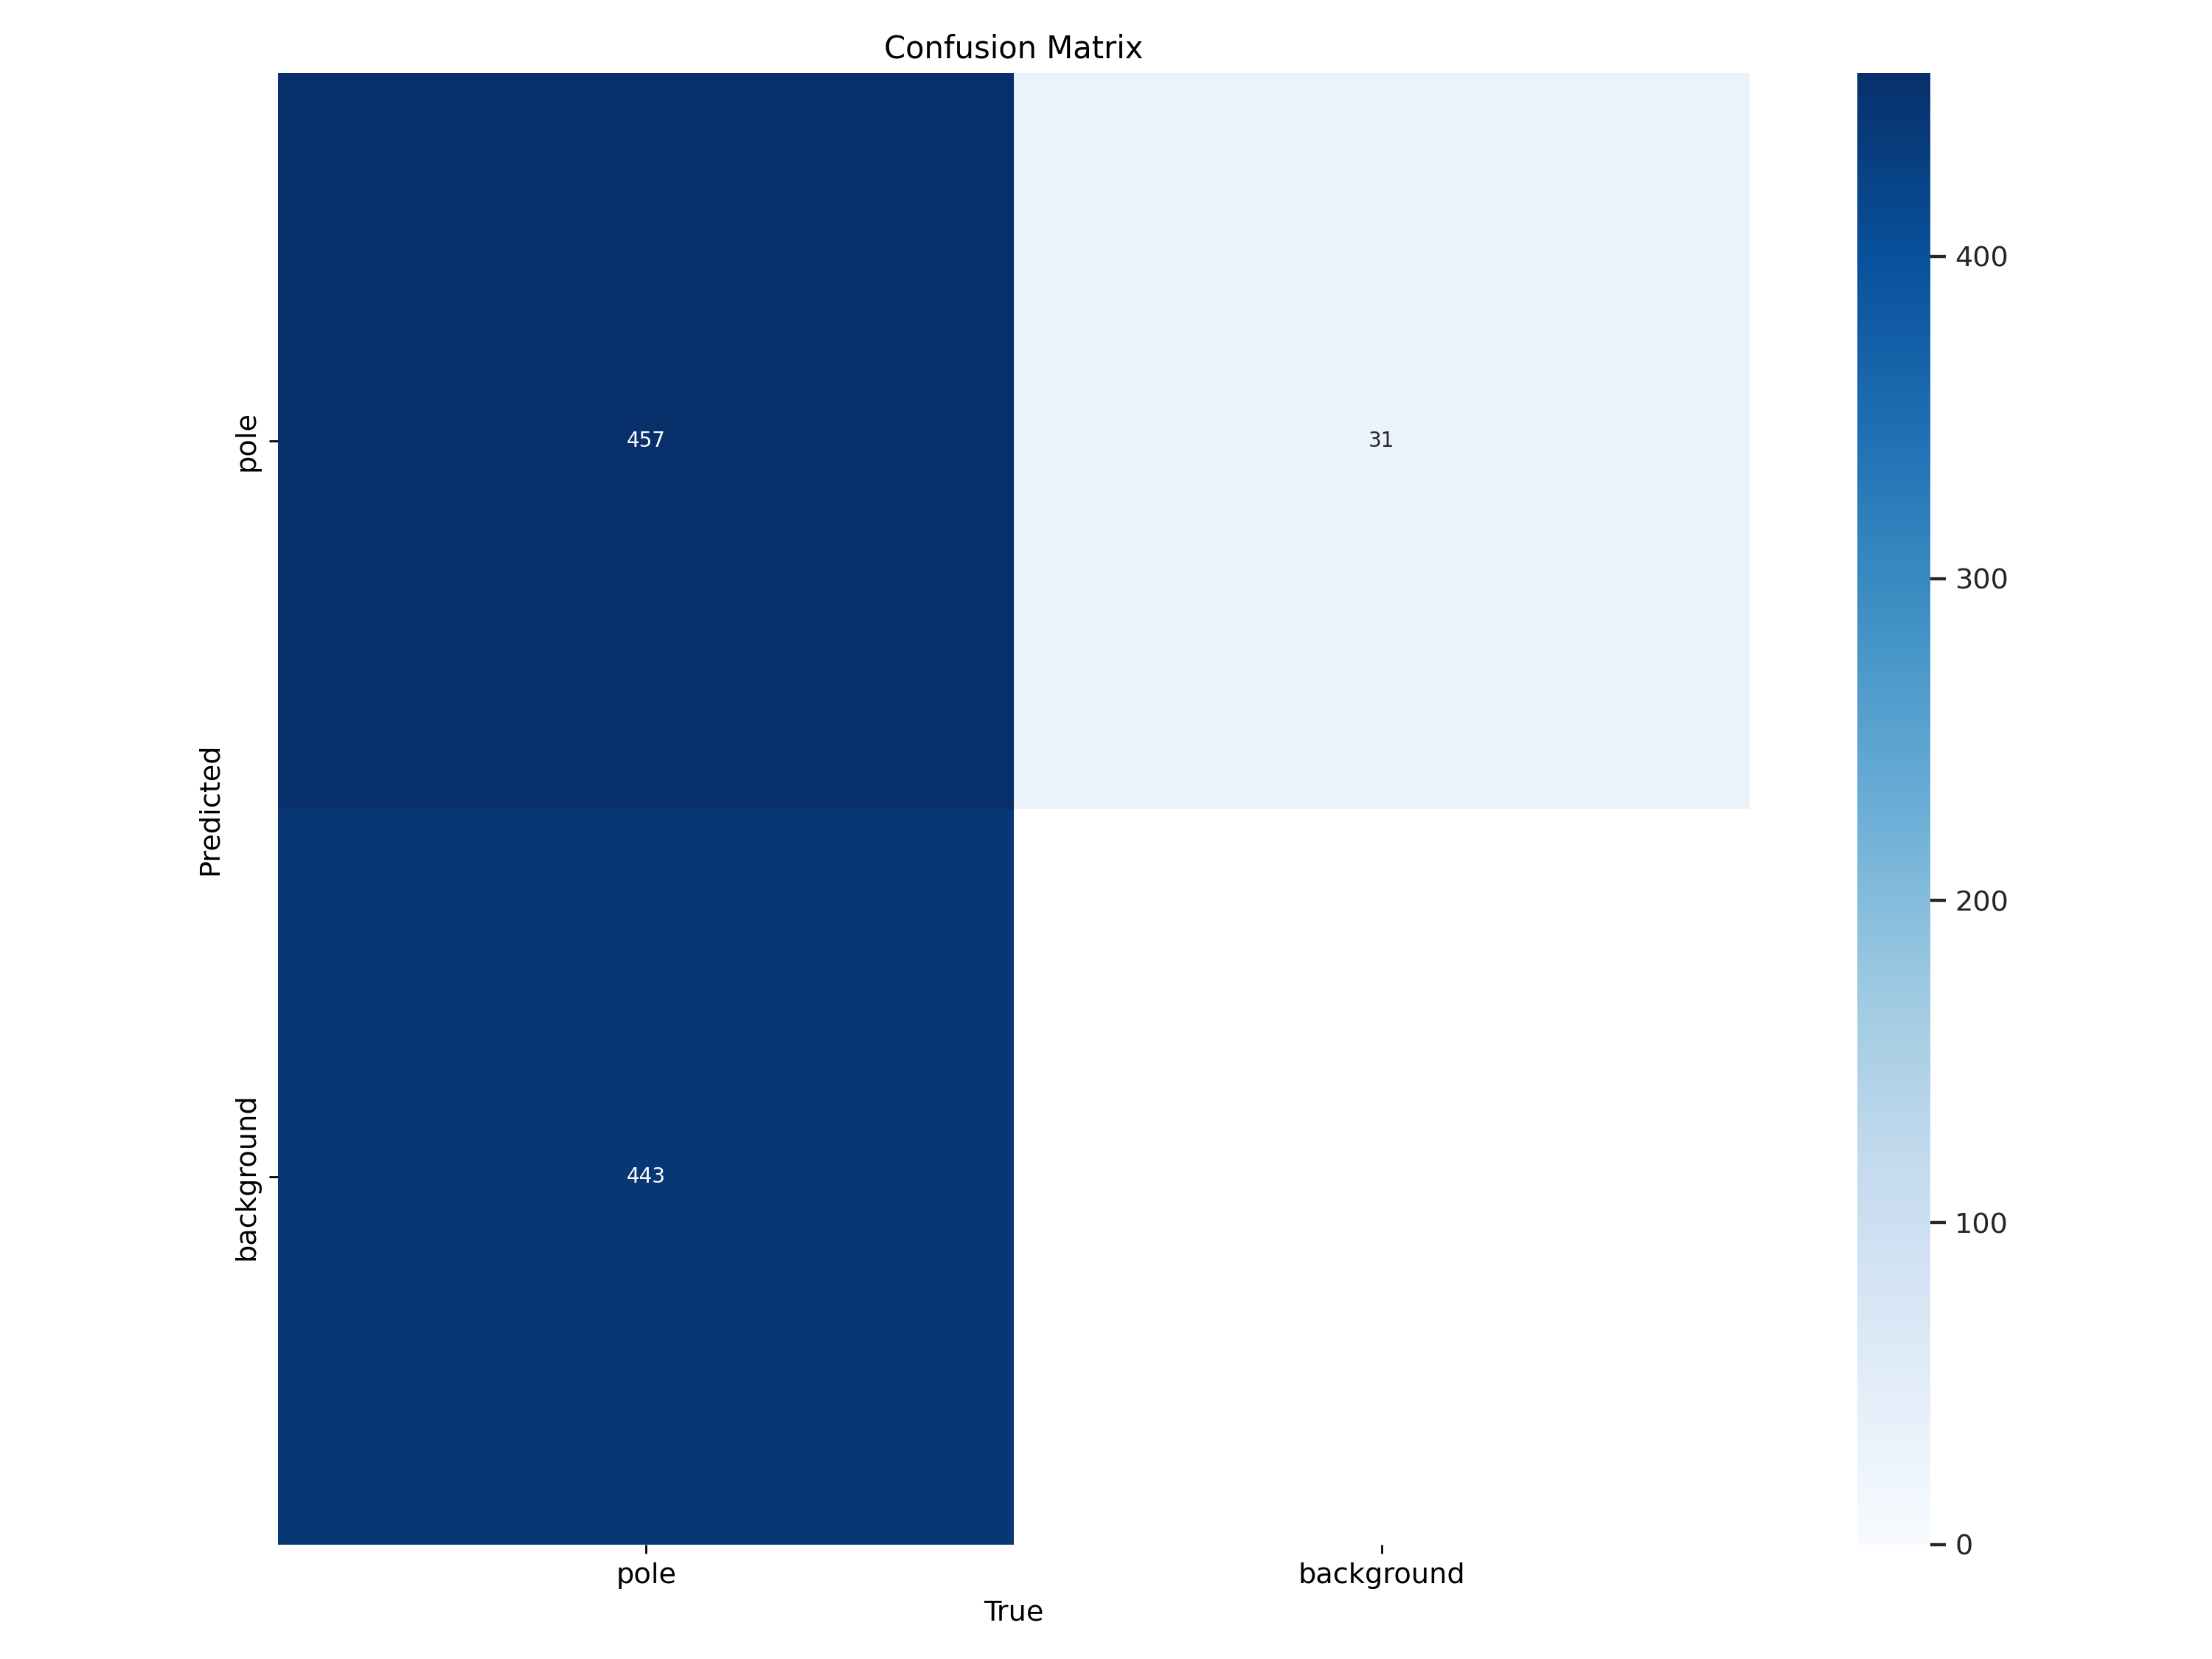 Confusion Matrix
pole
457
31
400
300
Predicted
200
background
443
100
0
pole
background
True